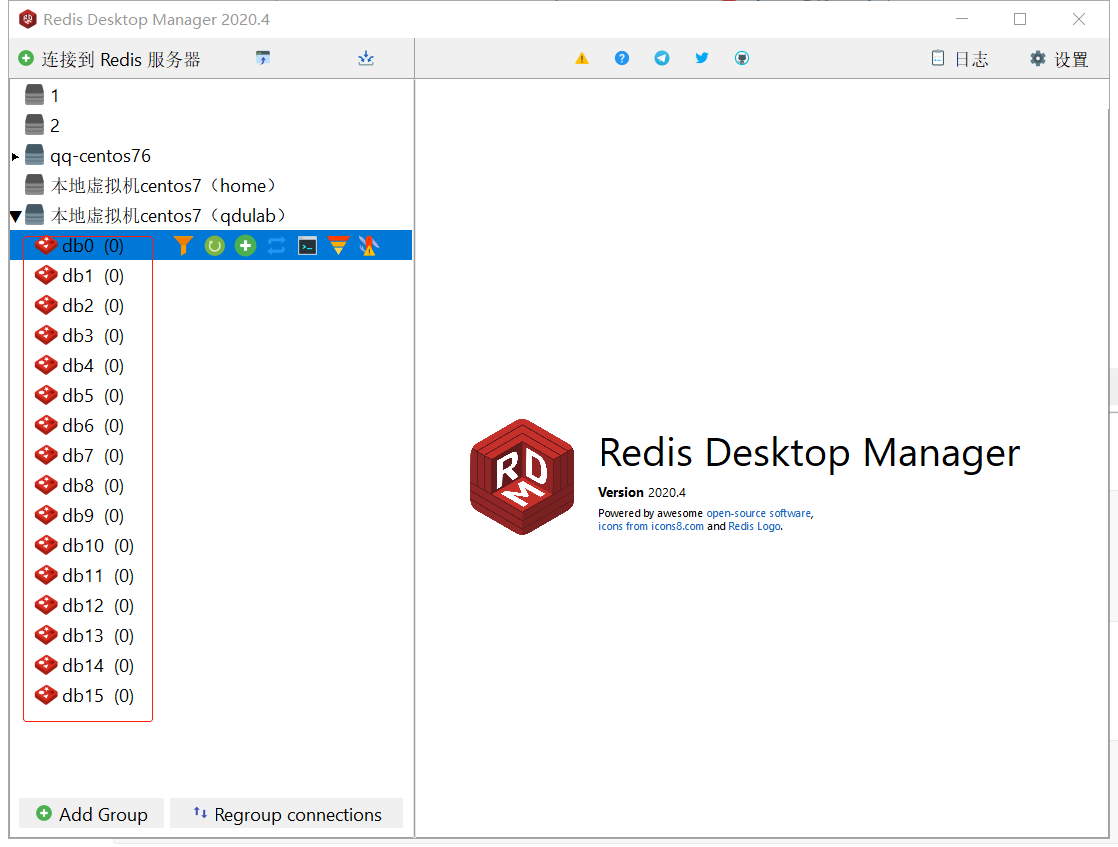 Redis Desktop Manager 2020.4
连接到 Redis 服务器
日志
设置
1
2
qq-centos76
本地虚拟机centos7（home）
本地虚拟机centos7（qdulab）
db0 (0)
db1 (0)
db2 (0)
db3 (0)
db4 (0)
db5 (0)
db6 (0)
db7 (0)
db8 (0)
db9 (0)
db10 (0)
db11 (0)
db12 (0)
db13 (0)
db14 (0)
db15 (0)
Add Group
Regroup connections
RDM
Redis Desktop Manager
Version 2020.4
Powered by awesome open-source software,
icons from icons8.com and Redis Logo.